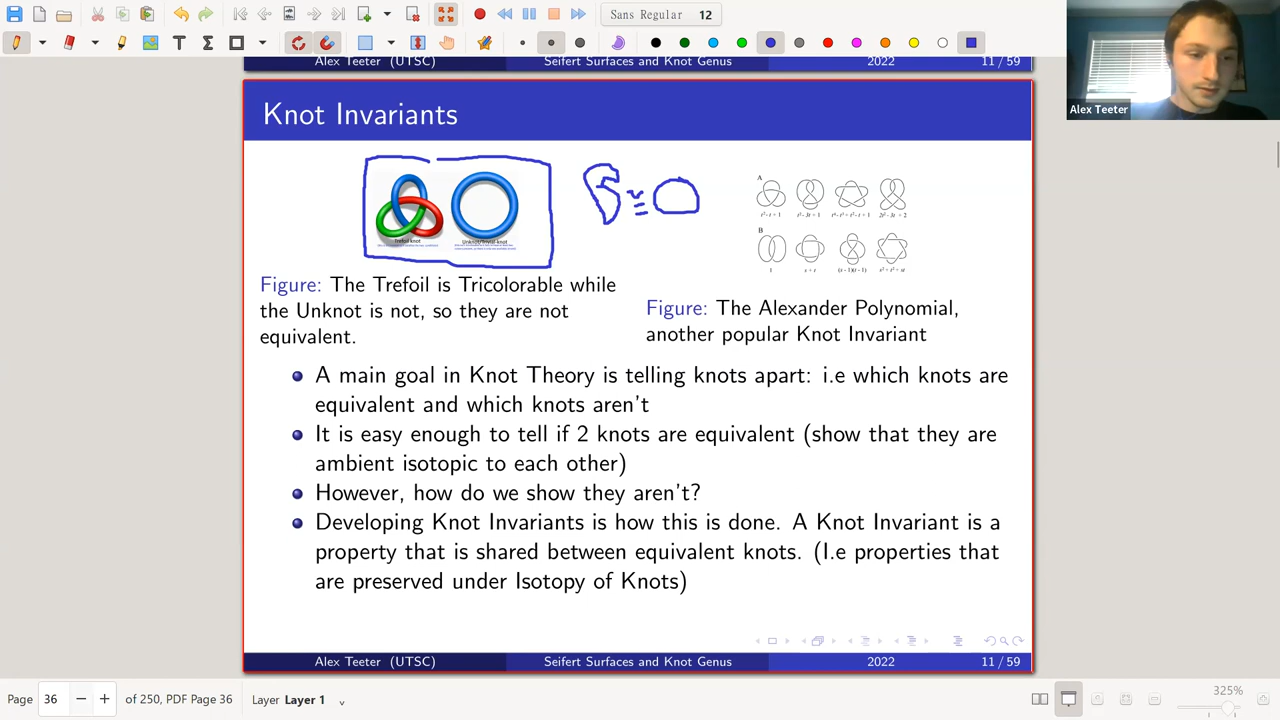 Sans Regular 12
Alex Teeter (UTSC) Seifert Surfaces and Knot Genus 2022 11 / 59
Alex Teeter
Knot Invariants
≅
A
B
Trefoil knot
Unknot/trivial knot
Figure: The Trefoil is Tricolorable while
the Unknot is not, so they are not
equivalent.
Figure: The Alexander Polynomial,
another popular Knot Invariant
A main goal in Knot Theory is telling knots apart: i.e which knots are
equivalent and which knots aren't
It is easy enough to tell if 2 knots are equivalent (show that they are
ambient isotopic to each other)
However, how do we show they aren't?
Developing Knot Invariants is how this is done. A Knot Invariant is a
property that is shared between equivalent knots. (I.e properties that
are preserved under Isotopy of Knots)
Alex Teeter (UTSC) Seifert Surfaces and Knot Genus 2022 11 / 59
Page 36 of 250, PDF Page 36 Layer Layer 1 325%